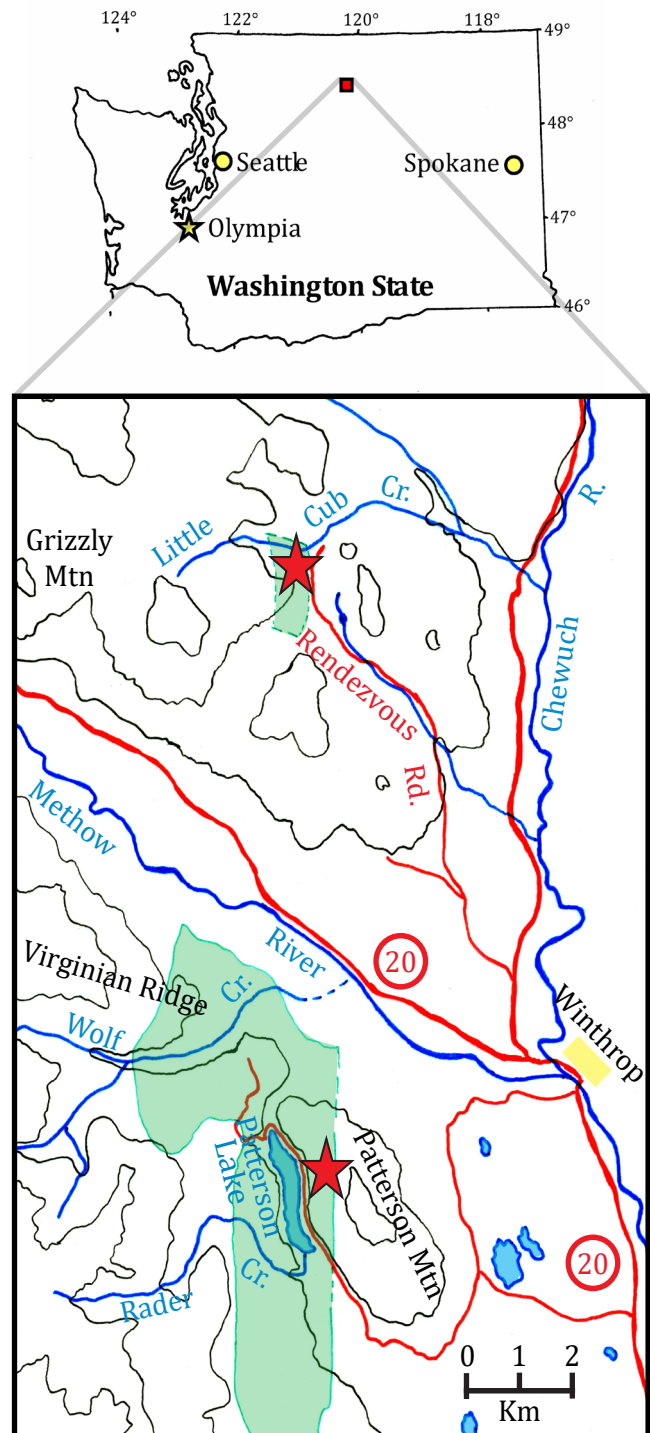 124°
122°
120°
118°
49°
48°
Seattle
Spokane
47°
Olympia
Washington State
46°
Little
Cub
Cr.
R.
Grizzly
Mtn
Chewuch
Rendezvous
Rd.
Methow
River
20
Virginian Ridge
Cr.
Wolf
Winthrop
Patterson
Lake
Patterson Mtn
Cr.
Rader
20
0 1 2
Km